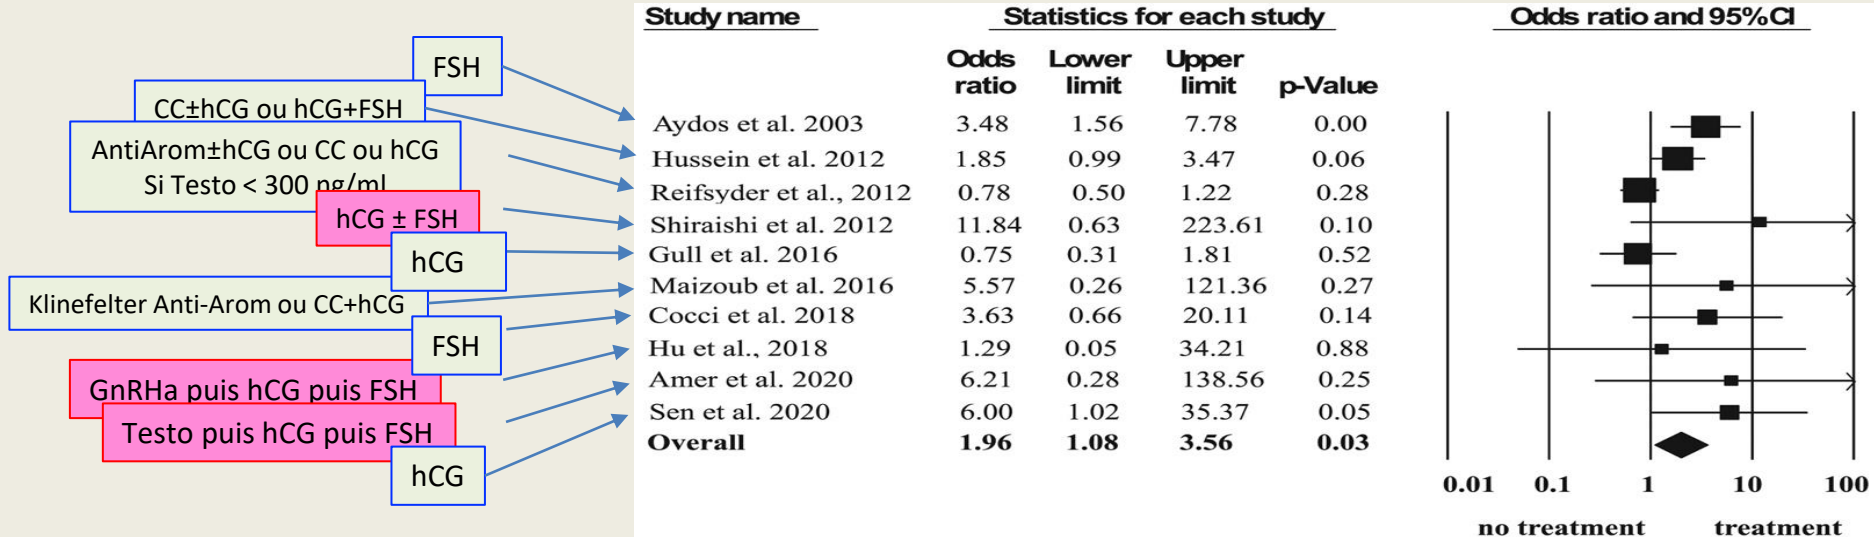 FSH
CC±hCG ou hCG+FSH
AntiArom±hCG ou CC ou hCG
Si Testo < 300 ng/ml
hCG ± FSH
hCG
Klinefelter Anti-Arom ou CC+hCG
FSH
GnRHa puis hCG puis FSH
Testo puis hCG puis FSH
hCG
Study name Statistics for each study Odds ratio and 95%CI
Odds Lower Upper
ratio limit limit p-Value
Aydos et al. 2003 3.48 1.56 7.78 0.00
Hussein et al. 2012 1.85 0.99 3.47 0.06
Reifsyder et al., 2012 0.78 0.50 1.22 0.28
Shiraishi et al. 2012 11.84 0.63 223.61 0.10
Gull et al. 2016 0.75 0.31 1.81 0.52
Maizoub et al. 2016 5.57 0.26 121.36 0.27
Cocci et al. 2018 3.63 0.66 20.11 0.14
Hu et al., 2018 1.29 0.05 34.21 0.88
Amer et al. 2020 6.21 0.28 138.56 0.25
Sen et al. 2020 6.00 1.02 35.37 0.05
Overall 1.96 1.08 3.56 0.03
0.01 0.1 1 10 100
no treatment treatment